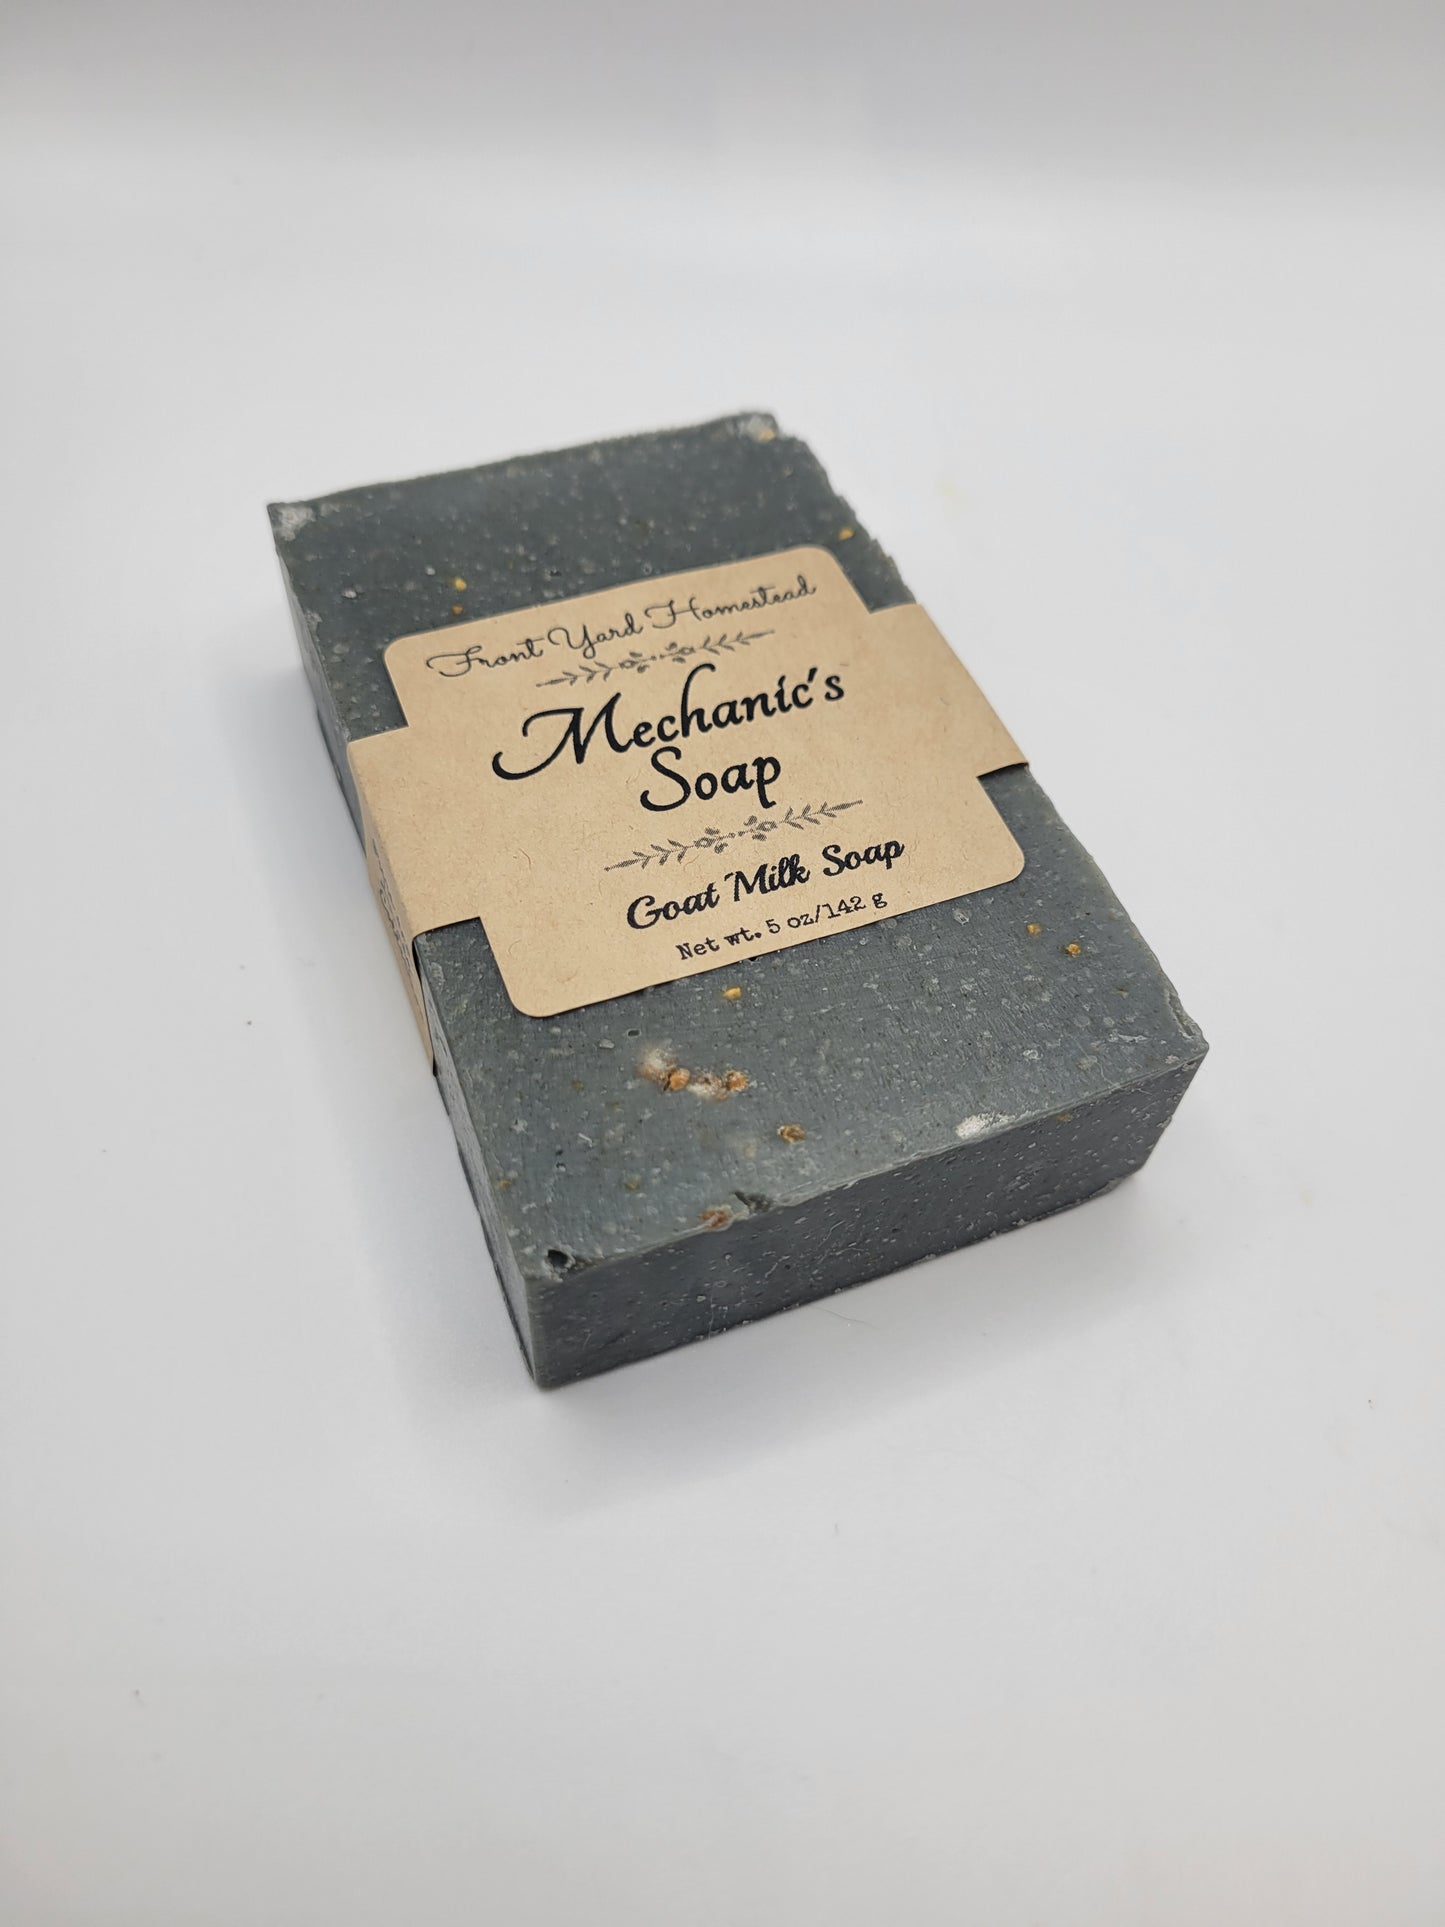 Front Yard Homestead
Mechanic's
Soap
Goat Milk Soap
Net wt. 5 oz/142 g